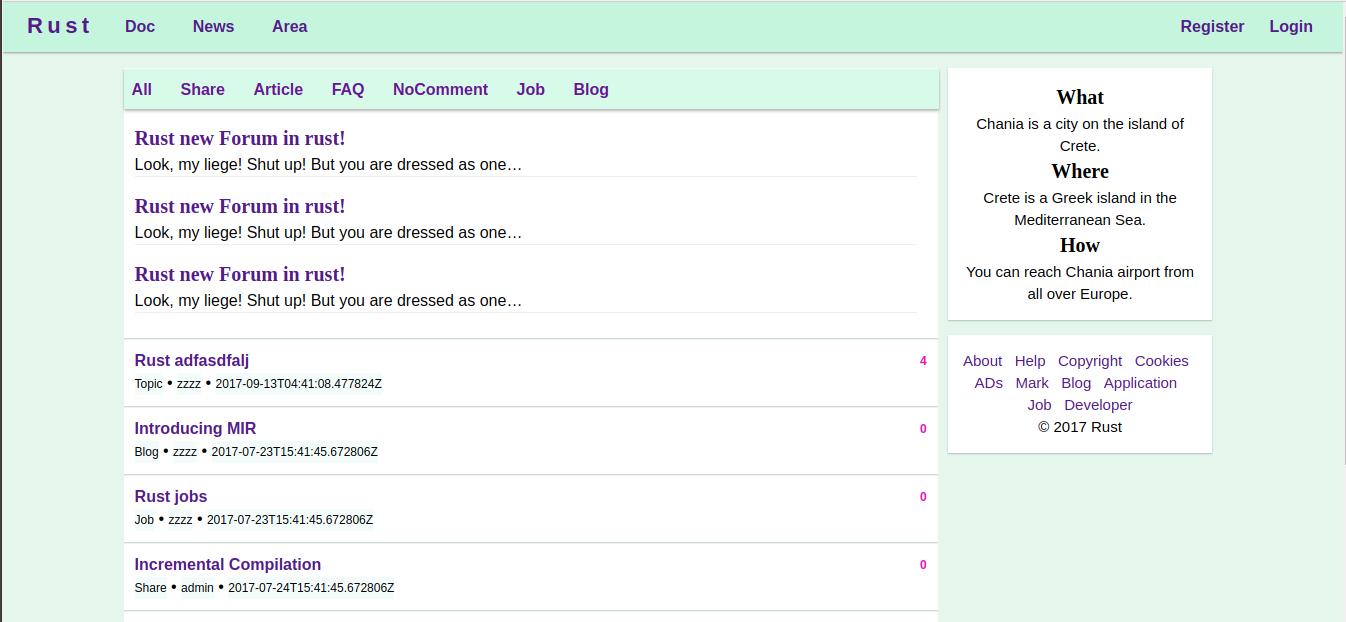 Rust Doc News Area Register Login
All Share Article FAQ NoComment Job Blog
Rust new Forum in rust!
Look, my liege! Shut up! But you are dressed as one…
Rust new Forum in rust!
Look, my liege! Shut up! But you are dressed as one…
Rust new Forum in rust!
Look, my liege! Shut up! But you are dressed as one…
Rust adfasdfalj 4
Topic • zzzz • 2017-09-13T04:41:08.477824Z
Introducing MIR 0
Blog • zzzz • 2017-07-23T15:41:45.672806Z
Rust jobs 0
Job • zzzz • 2017-07-23T15:41:45.672806Z
Incremental Compilation 0
Share • admin • 2017-07-24T15:41:45.672806Z
What
Chania is a city on the island of
Crete.
Where
Crete is a Greek island in the
Mediterranean Sea.
How
You can reach Chania airport from
all over Europe.
About Help Copyright Cookies
ADs Mark Blog Application
Job Developer
© 2017 Rust